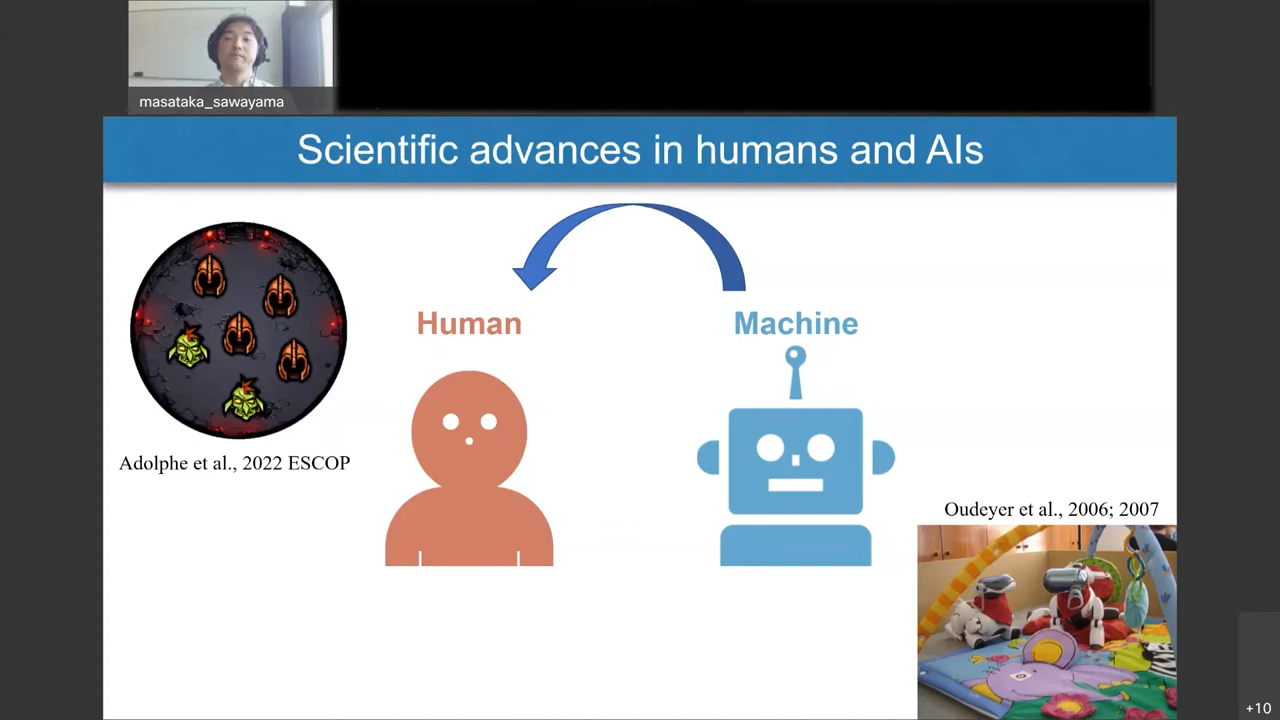 masataka_sawayama
Scientific advances in humans and AIs
Human
Machine
Adolphe et al., 2022 ESCOP
Oudeyer et al., 2006; 2007
+10